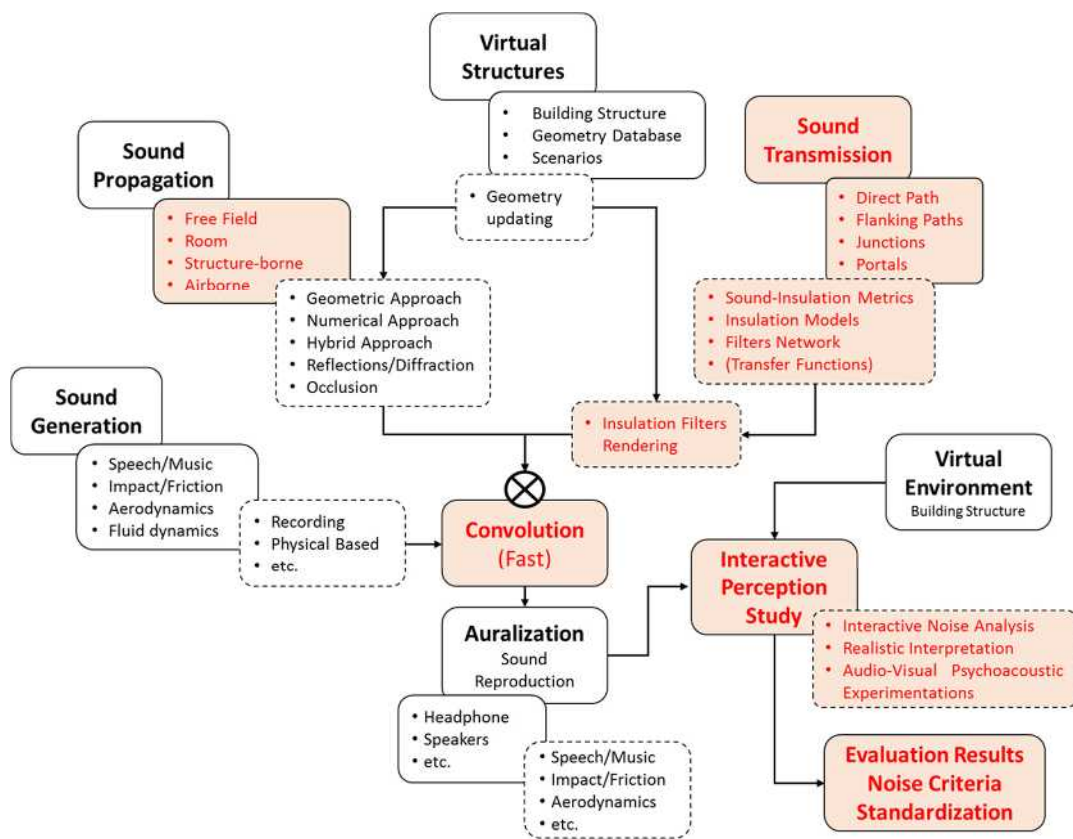 Virtual
Structures
• Building Structure
• Geometry Database
• Scenarios
• Geometry
updating
Sound
Propagation
• Free Field
• Room
• Structure-borne
• Airborne
• Geometric Approach
• Numerical Approach
• Hybrid Approach
• Reflections/Diffraction
• Occlusion
Sound
Transmission
• Direct Path
• Flanking Paths
• Junctions
• Portals
• Sound-Insulation Metrics
• Insulation Models
• Filters Network
• (Transfer Functions)
• Insulation Filters
Rendering
Sound
Generation
• Speech/Music
• Impact/Friction
• Aerodynamics
• Fluid dynamics
• Recording
• Physical Based
• etc.
Convolution
(Fast)
Auralization
Sound
Reproduction
• Headphone
• Speakers
• etc.
• Speech/Music
• Impact/Friction
• Aerodynamics
• etc.
Virtual
Environment
Building Structure
Interactive
Perception
Study
• Interactive Noise Analysis
• Realistic Interpretation
• Audio-Visual Psychoacoustic
Experimentations
Evaluation Results
Noise Criteria
Standardization